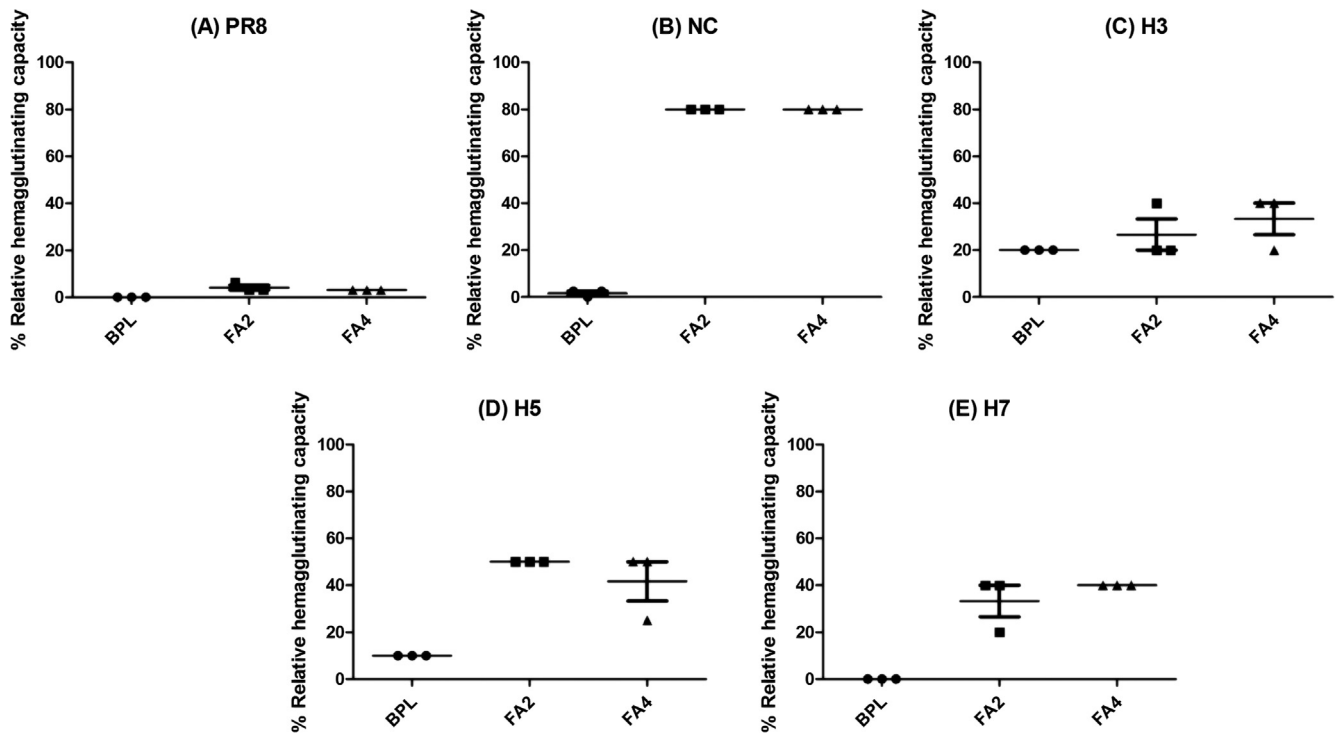 (A) PR8
% Relative hemagglutinating capacity
100
80
60
40
20
0
BPL
FA2
FA4
(B) NC
% Relative hemagglutinating capacity
100
80
60
40
20
0
BPL
FA2
FA4
(C) H3
% Relative hemagglutinating capacity
100
80
60
40
20
0
BPL
FA2
FA4
(D) H5
% Relative hemagglutinating capacity
100
80
60
40
20
0
BPL
FA2
FA4
(E) H7
% Relative hemagglutinating capacity
100
80
60
40
20
0
BPL
FA2
FA4